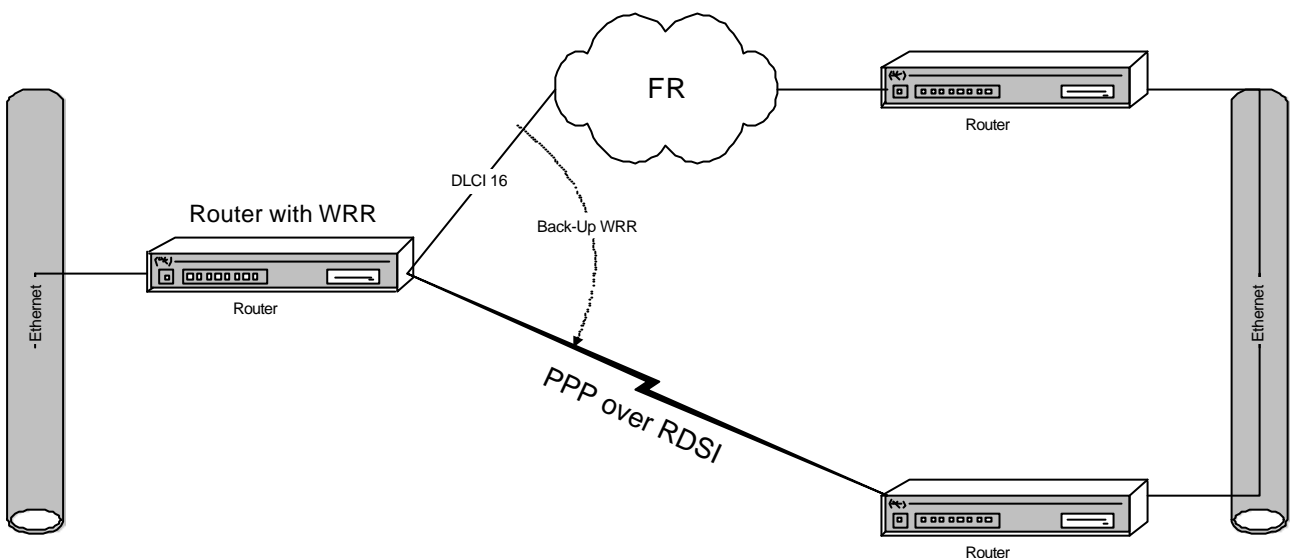 FR
Router
DLCI 16
Router with WRR
Back-Up WRR
Ethernet
Router
Ethernet
PPP over RDSI
Router